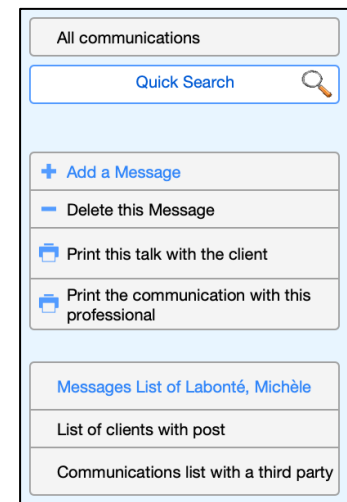 All communications
Quick Search
Add a Message
Delete this Message
Print this talk with the client
Print the communication with this
professional
Messages List of Labonté, Michèle
List of clients with post
Communications list with a third party